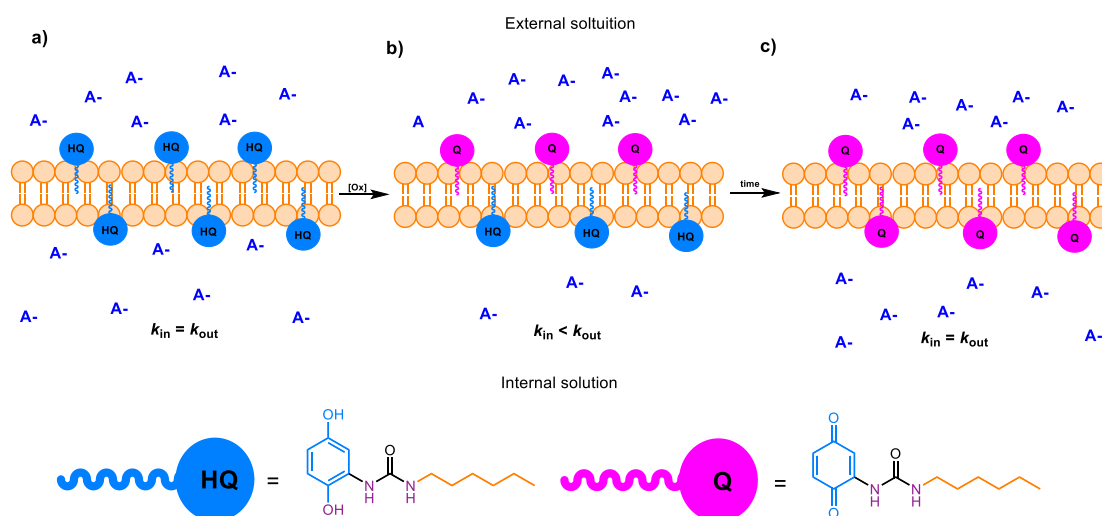 External soltuition
a)
A-
A-
A-
A-
A-
A-
A-
HQ
HQ
HQ
HQ
HQ
HQ
A-
A-
A-
A-
A-
A-
A-
kin = kout
[Ox]
b)
A-
A-
A-
A-
A-
A-
A-
A
A-
A-
A-
Q
Q
Q
HQ
HQ
HQ
A-
A-
A-
kin < kout
time
c)
A-
A-
A-
A-
A-
A-
A-
Q
Q
Q
Q
Q
Q
A-
A-
A-
A-
A-
A-
A-
kin = kout
Internal solution
HQ
=
OH
O
N
H
N
H
OH
Q
=
O
O
N
H
N
H
O